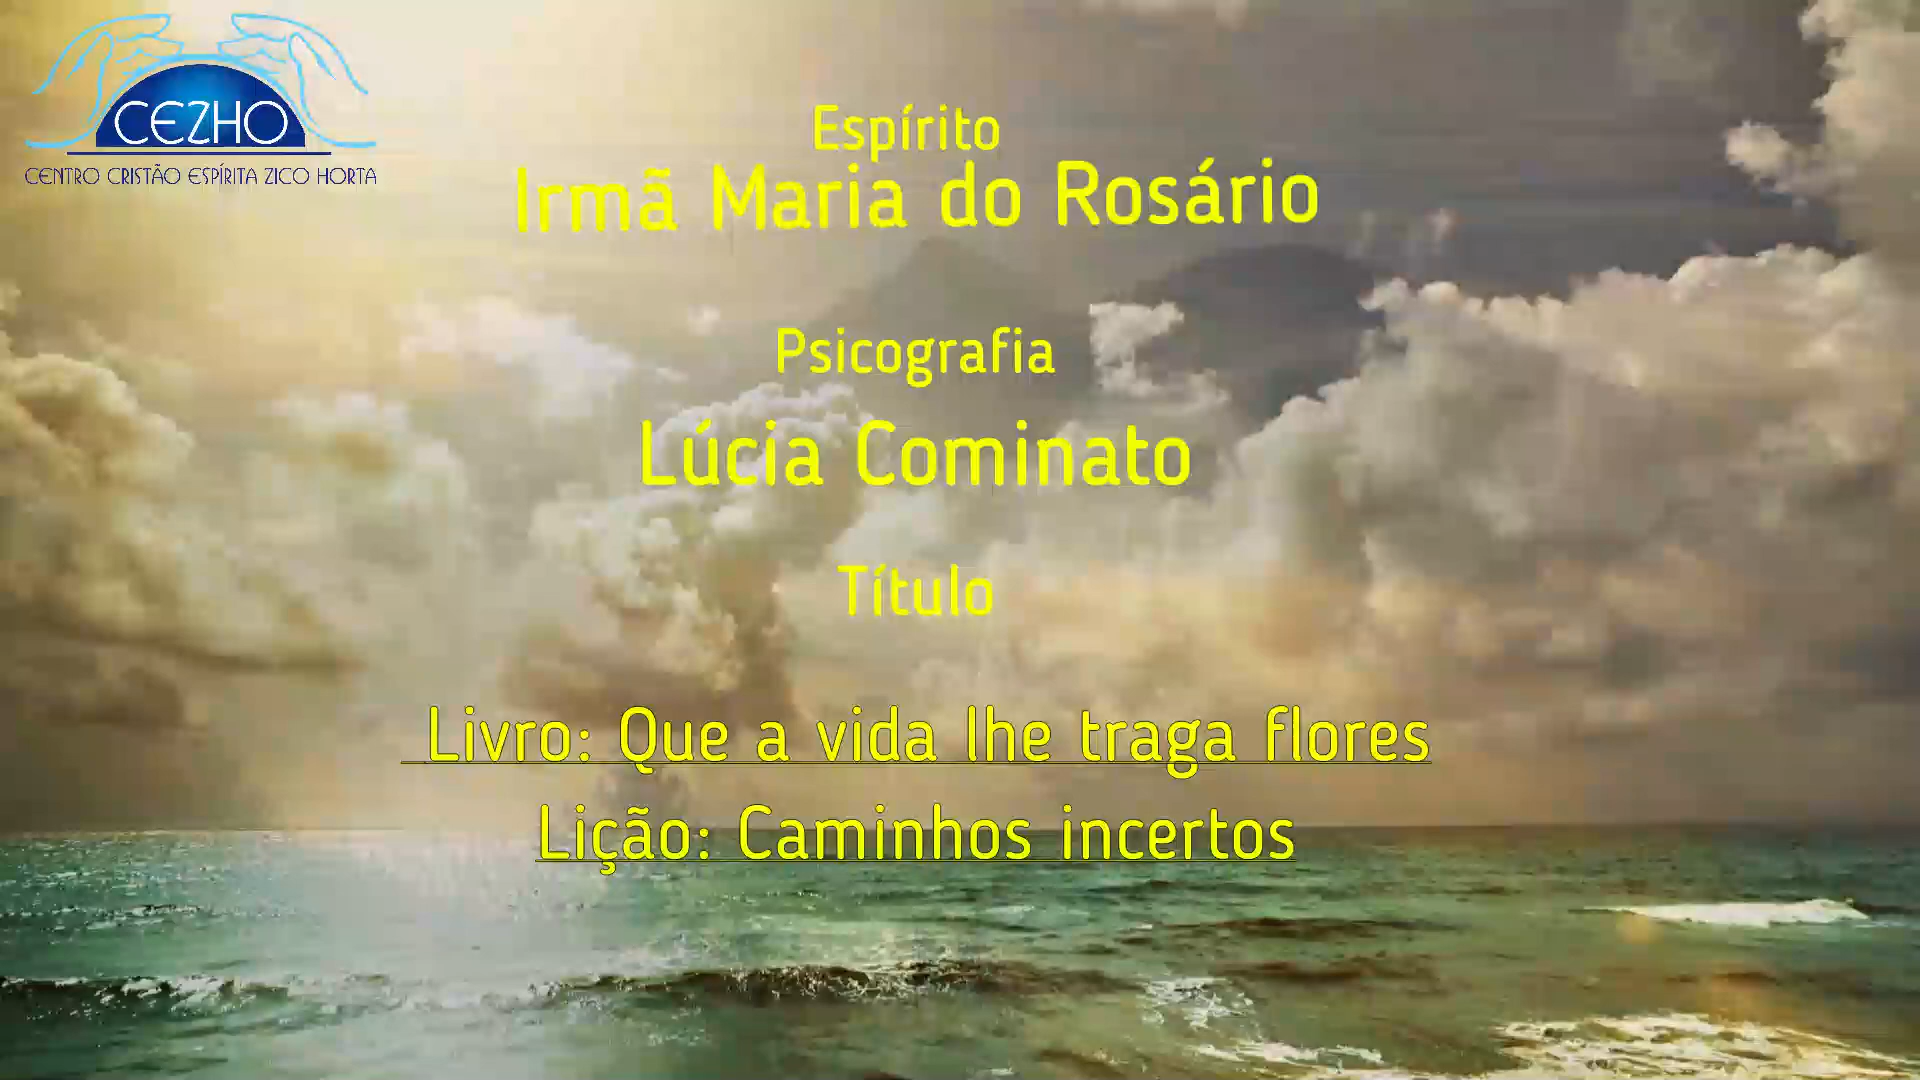 CEZHO
CENTRO CRISTÃO ESPÍRITA ZICO HORTA
Espírito
Irmã Maria do Rosário
Psicografia
Lúcia Cominato
Título
Livro: Que a vida lhe traga flores
Lição: Caminhos incertos